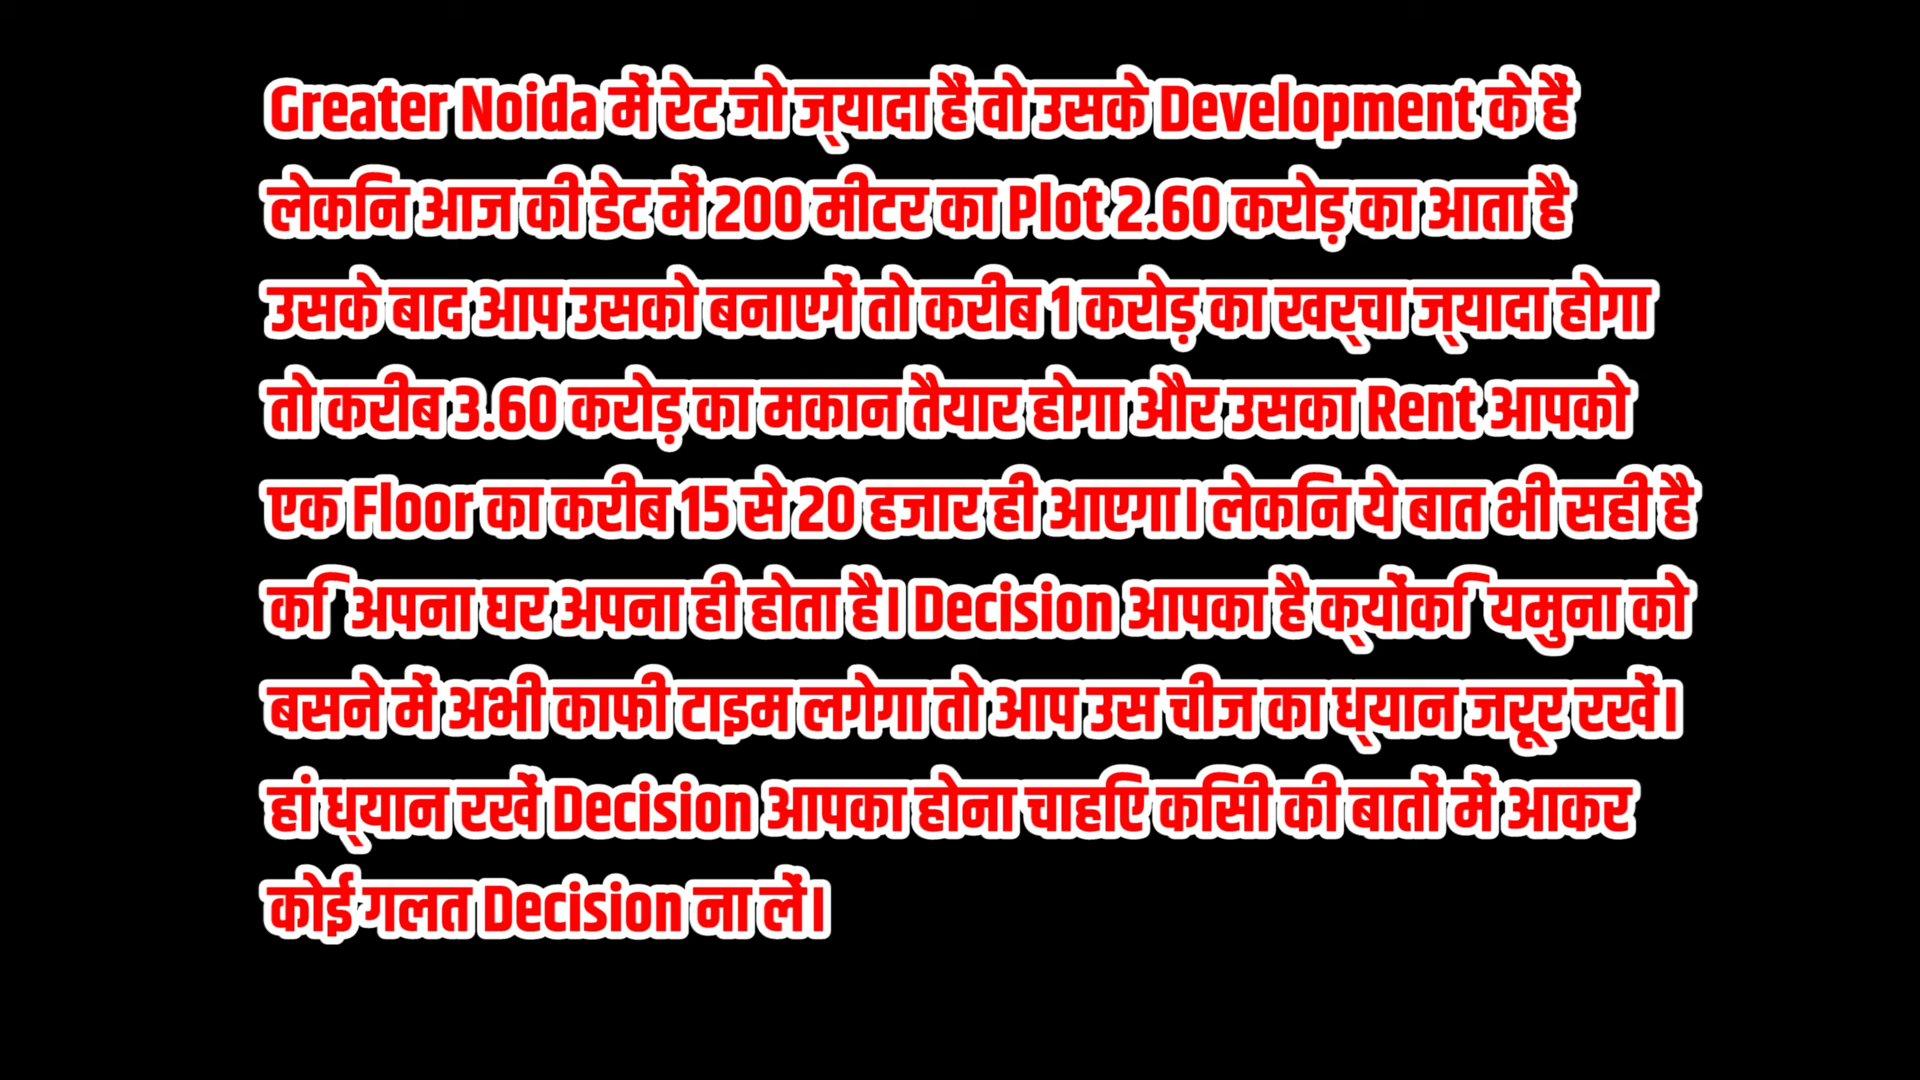 Greater Noida में रेट जो ज्यादा हैं वो उसके Development के हैं
लेकिन आज की डेट में 200 मीटर का Plot 2.60 करोड़ का आता है
उसके बाद आप उसको बनाएगें तो करीब 1 करोड़ का खर्चा ज्यादा होगा
तो करीब 3.60 करोड़ का मकान तैयार होगा और उसका Rent आपको
एक Floor का करीब 15 से 20 हजार ही आएगा। लेकिन ये बात भी सही है
कि अपना घर अपना ही होता है। Decision आपका है क्योंकि यमुना को
बसने में अभी काफी टाइम लगेगा तो आप उस चीज का ध्यान जरूर रखें।
हां ध्यान रखें Decision आपका होना चाहिए किसी की बातों में आकर
कोई गलत Decision ना लें।